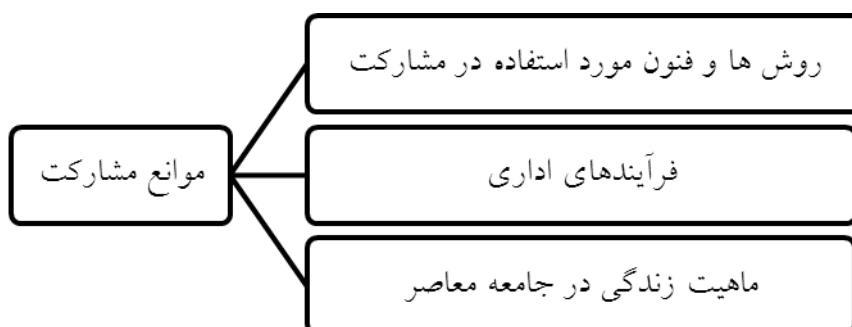 روش ها و فنون مورد استفاده در مشارکت
موانع مشارکت
فرآیندهای اداری
ماهیت زندگی در جامعه معاصر